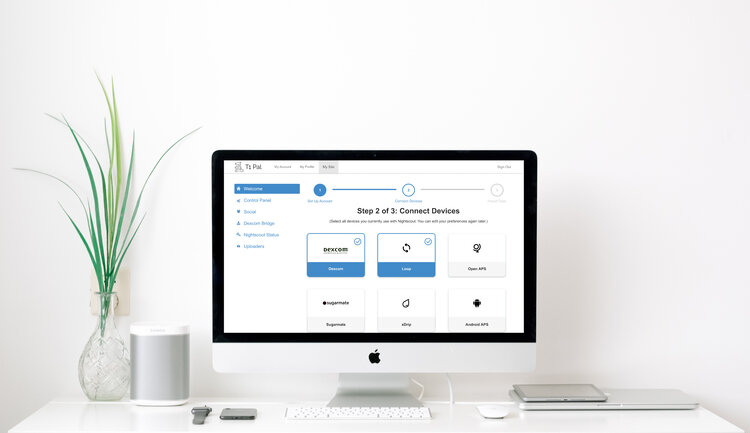 T1 Pal
My Account
My Profile
My Site
Sign Out
Welcome
Control Panel
Social
Dexcom Bridge
Nightscout Status
Uploaders
1
2
3
Set Up Account
Connect Devices
Step 2 of 3: Connect Devices
(Select all devices you currently use with Nightscout. You can edit your preferences again later.)
Dexcom
Dexcom
Loop
Open APS
sugarmate
Sugarmate
xDrip
Android APS